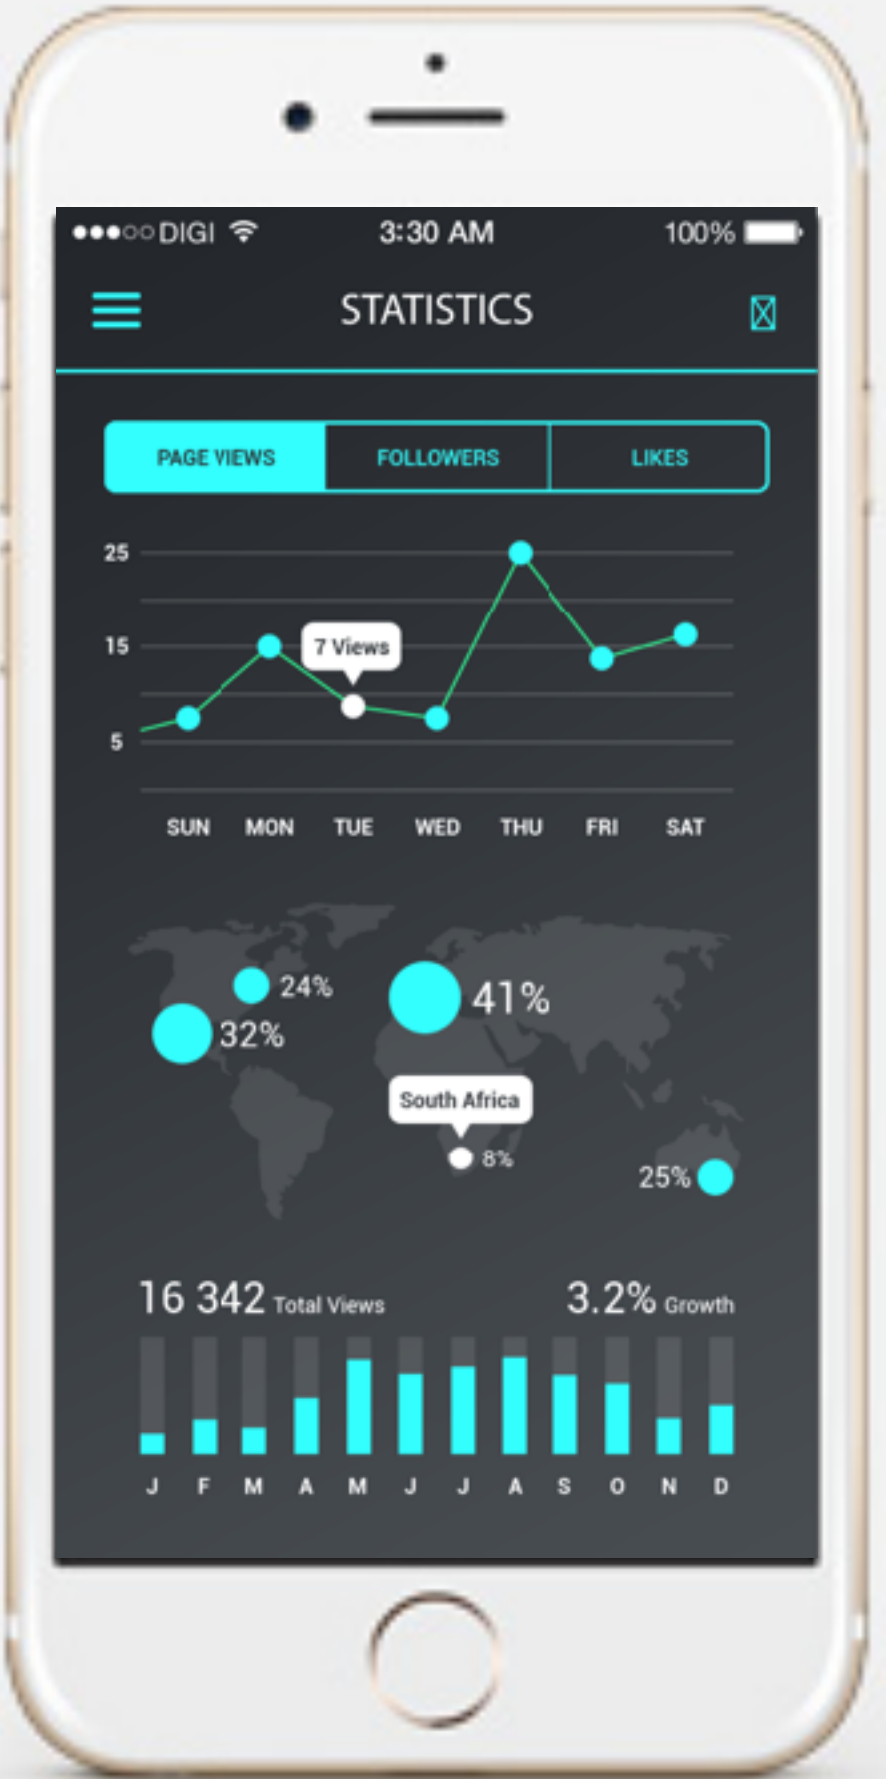 DIGI 3:30 AM 100%
STATISTICS
PAGE VIEWS FOLLOWERS LIKES
25
7 Views
15
5
SUN MON TUE WED THU FRI SAT
24%
41%
32%
South Africa
8%
25%
16 342 Total Views 3.2% Growth
J F M A M J J A S O N D